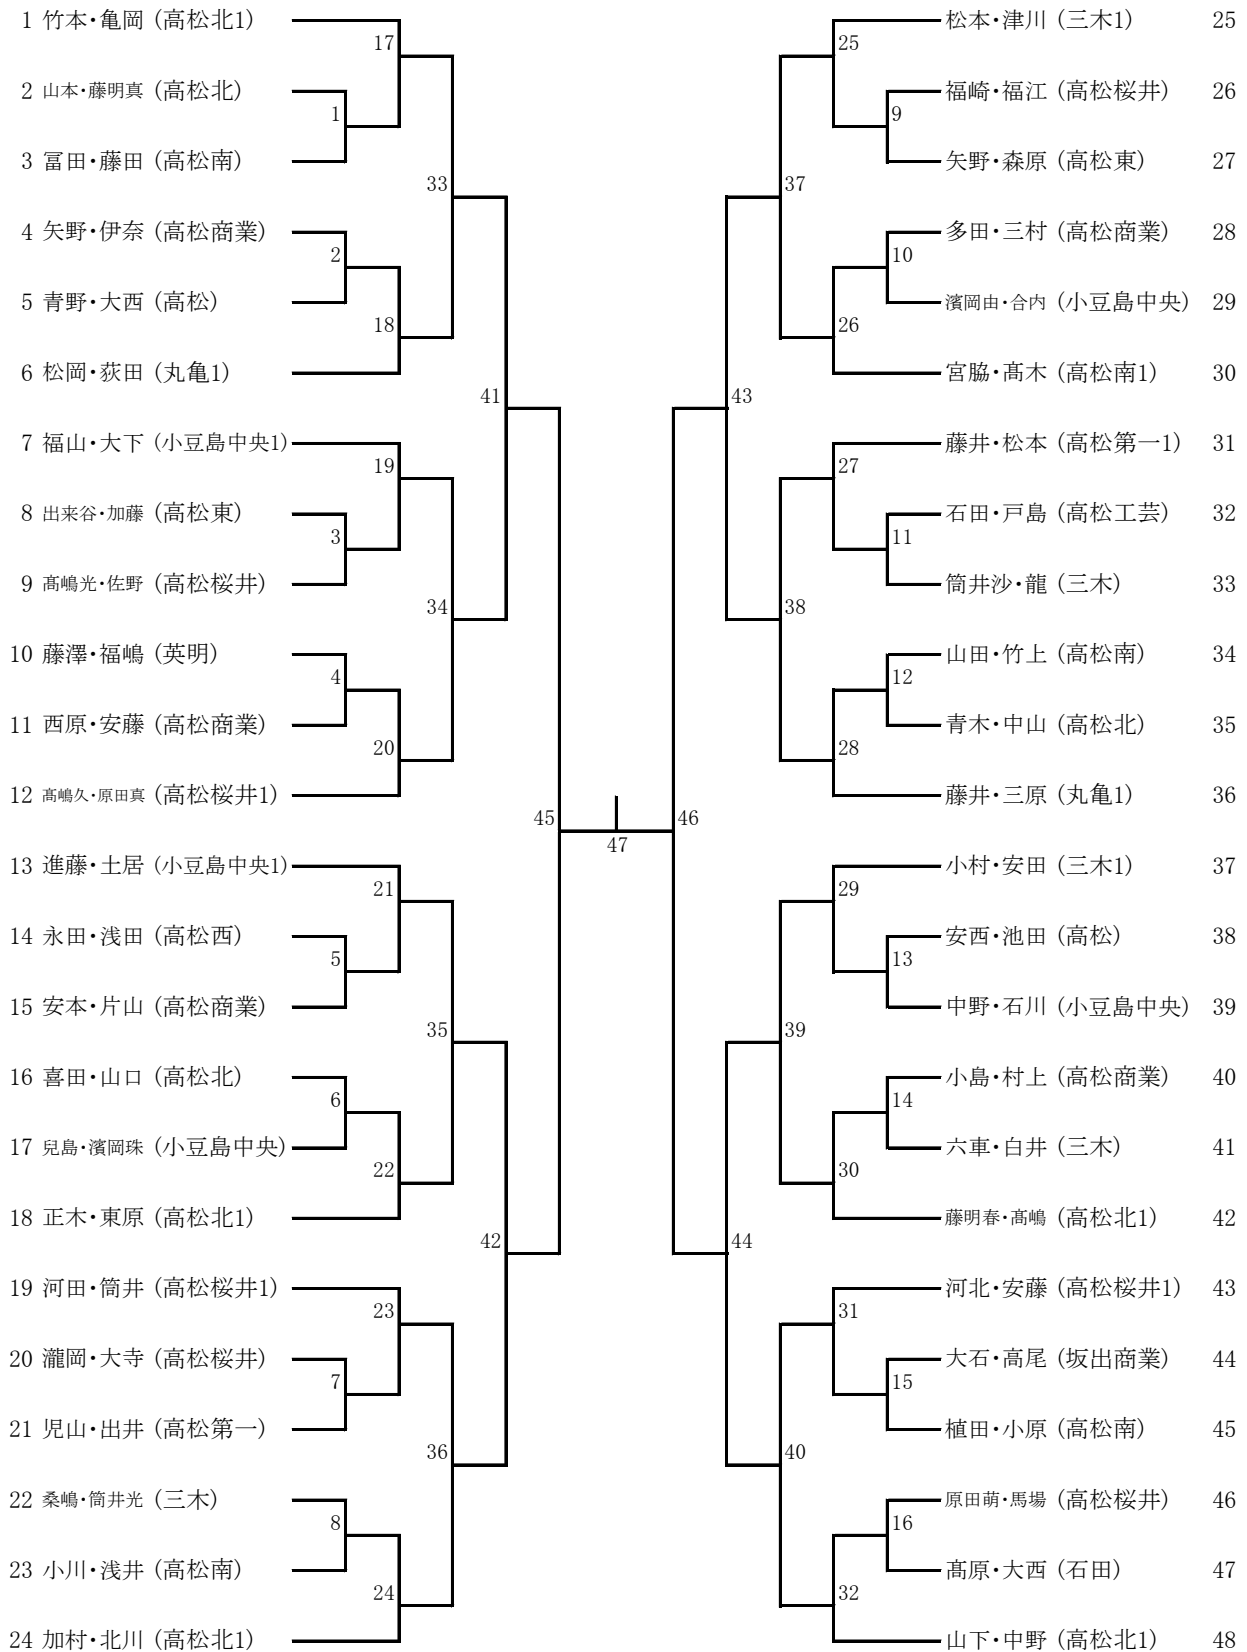 1 竹本・亀岡 (高松北1)
2 山本・藤明真 (高松北)
3 冨田・藤田 (高松南)
4 矢野・伊奈 (高松商業)
5 青野・大西 (高松)
6 松岡・荻田 (丸亀1)
7 福山・大下 (小豆島中央1)
8 出来谷・加藤 (高松東)
9 髙嶋光・佐野 (高松桜井)
10 藤澤・福嶋 (英明)
11 西原・安藤 (高松商業)
12 髙嶋久・原田真 (高松桜井1)
13 進藤・土居 (小豆島中央1)
14 永田・浅田 (高松西)
15 安本・片山 (高松商業)
16 喜田・山口 (高松北)
17 兒島・濱岡珠 (小豆島中央)
18 正木・東原 (高松北1)
19 河田・筒井 (高松桜井1)
20 瀧岡・大寺 (高松桜井)
21 児山・出井 (高松第一)
22 桑嶋・筒井光 (三木)
23 小川・浅井 (高松南)
24 加村・北川 (高松北1)
17
1
33
2
18
41
19
3
34
4
20
45
21
5
35
6
22
42
23
7
36
8
24
47
25
9
37
10
26
43
27
11
38
12
28
46
29
13
39
14
30
44
31
15
40
16
32
松本・津川 (三木1) 25
福崎・福江 (高松桜井) 26
矢野・森原 (高松東) 27
多田・三村 (高松商業) 28
濱岡由・合内 (小豆島中央) 29
宮脇・髙木 (高松南1) 30
藤井・松本 (高松第一1) 31
石田・戸島 (高松工芸) 32
筒井沙・龍 (三木) 33
山田・竹上 (高松南) 34
青木・中山 (高松北) 35
藤井・三原 (丸亀1) 36
小村・安田 (三木1) 37
安西・池田 (高松) 38
中野・石川 (小豆島中央) 39
小島・村上 (高松商業) 40
六車・白井 (三木) 41
藤明春・髙嶋 (高松北1) 42
河北・安藤 (高松桜井1) 43
大石・高尾 (坂出商業) 44
植田・小原 (高松南) 45
原田萌・馬場 (高松桜井) 46
髙原・大西 (石田) 47
山下・中野 (高松北1) 48